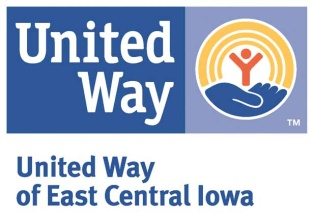 United
Way
TM
United Way
of East Central Iowa